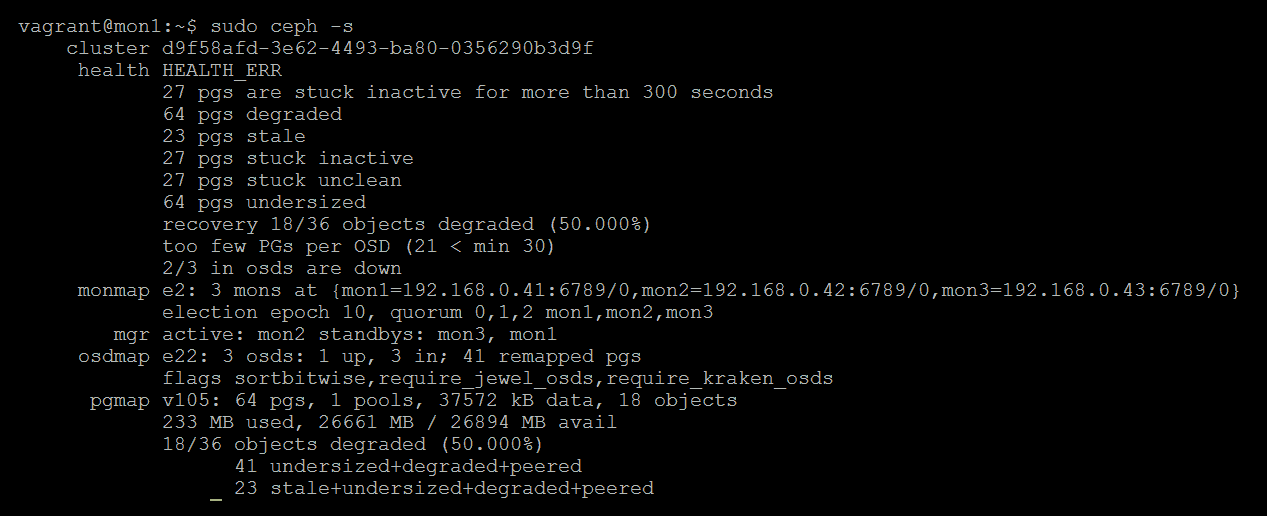 vagrant@mon1:~$ sudo ceph -s
    cluster d9f58afd-3e62-4493-ba80-0356290b3d9f
     health HEALTH_ERR
            27 pgs are stuck inactive for more than 300 seconds
            64 pgs degraded
            23 pgs stale
            27 pgs stuck inactive
            27 pgs stuck unclean
            64 pgs undersized
            recovery 18/36 objects degraded (50.000%)
            too few PGs per OSD (21 < min 30)
            2/3 in osds are down
     monmap e2: 3 mons at {mon1=192.168.0.41:6789/0,mon2=192.168.0.42:6789/0,mon3=192.168.0.43:6789/0}
            election epoch 10, quorum 0,1,2 mon1,mon2,mon3
        mgr active: mon2 standbys: mon3, mon1
     osdmap e22: 3 osds: 1 up, 3 in; 41 remapped pgs
            flags sortbitwise,require_jewel_osds,require_kraken_osds
      pgmap v105: 64 pgs, 1 pools, 37572 kB data, 18 objects
            233 MB used, 26661 MB / 26894 MB avail
            18/36 objects degraded (50.000%)
                  41 undersized+degraded+peered
                  23 stale+undersized+degraded+peered